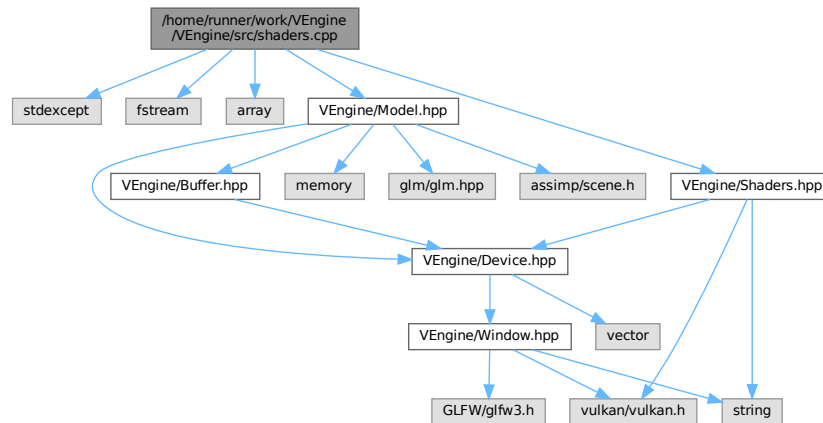 /home/runner/work/VEngine
/VEngine/src/shaders.cpp
stdexcept
fstream
array
VEngine/Model.hpp
VEngine/Buffer.hpp
memory
glm/glm.hpp
assimp/scene.h
VEngine/Shaders.hpp
VEngine/Device.hpp
VEngine/Window.hpp
vector
GLFW/glfw3.h
vulkan/vulkan.h
string